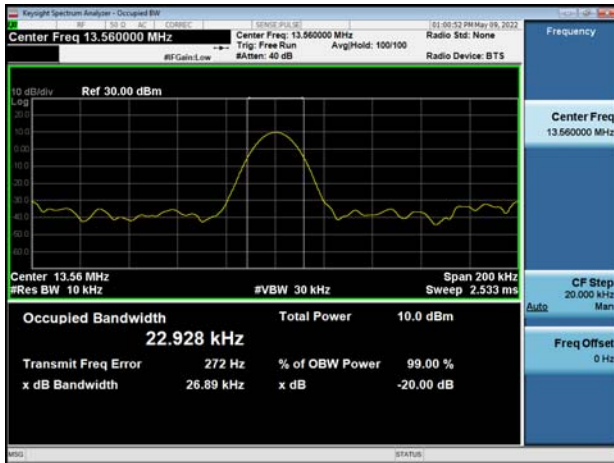 Keysight Spectrum Analyzer - Occupied BW
RF 50 Ω AC CORREC SENSE:PULSE 01:00:52 PM May 09, 2022
Center Freq 13.560000 MHz
Center Freq: 13.560000 MHz
Radio Std: None
Trig: Free Run Avg|Hold: 100/100
#IFGain:Low #Atten: 40 dB Radio Device: BTS
Frequency
10 dB/div Ref 30.00 dBm
Log
20.0
10.0
0.00
10.0
20.0
30.0
40.0
50.0
60.0
Center 13.56 MHz Span 200 kHz
#Res BW 10 kHz #VBW 30 kHz Sweep 2.533 ms
Occupied Bandwidth Total Power 10.0 dBm
22.928 kHz
Transmit Freq Error 272 Hz % of OBW Power 99.00 %
x dB Bandwidth 26.89 kHz x dB -20.00 dB
Center Freq
13.560000 MHz
CF Step
20.000 kHz
Auto Man
Freq Offset
0 Hz
MSG STATUS